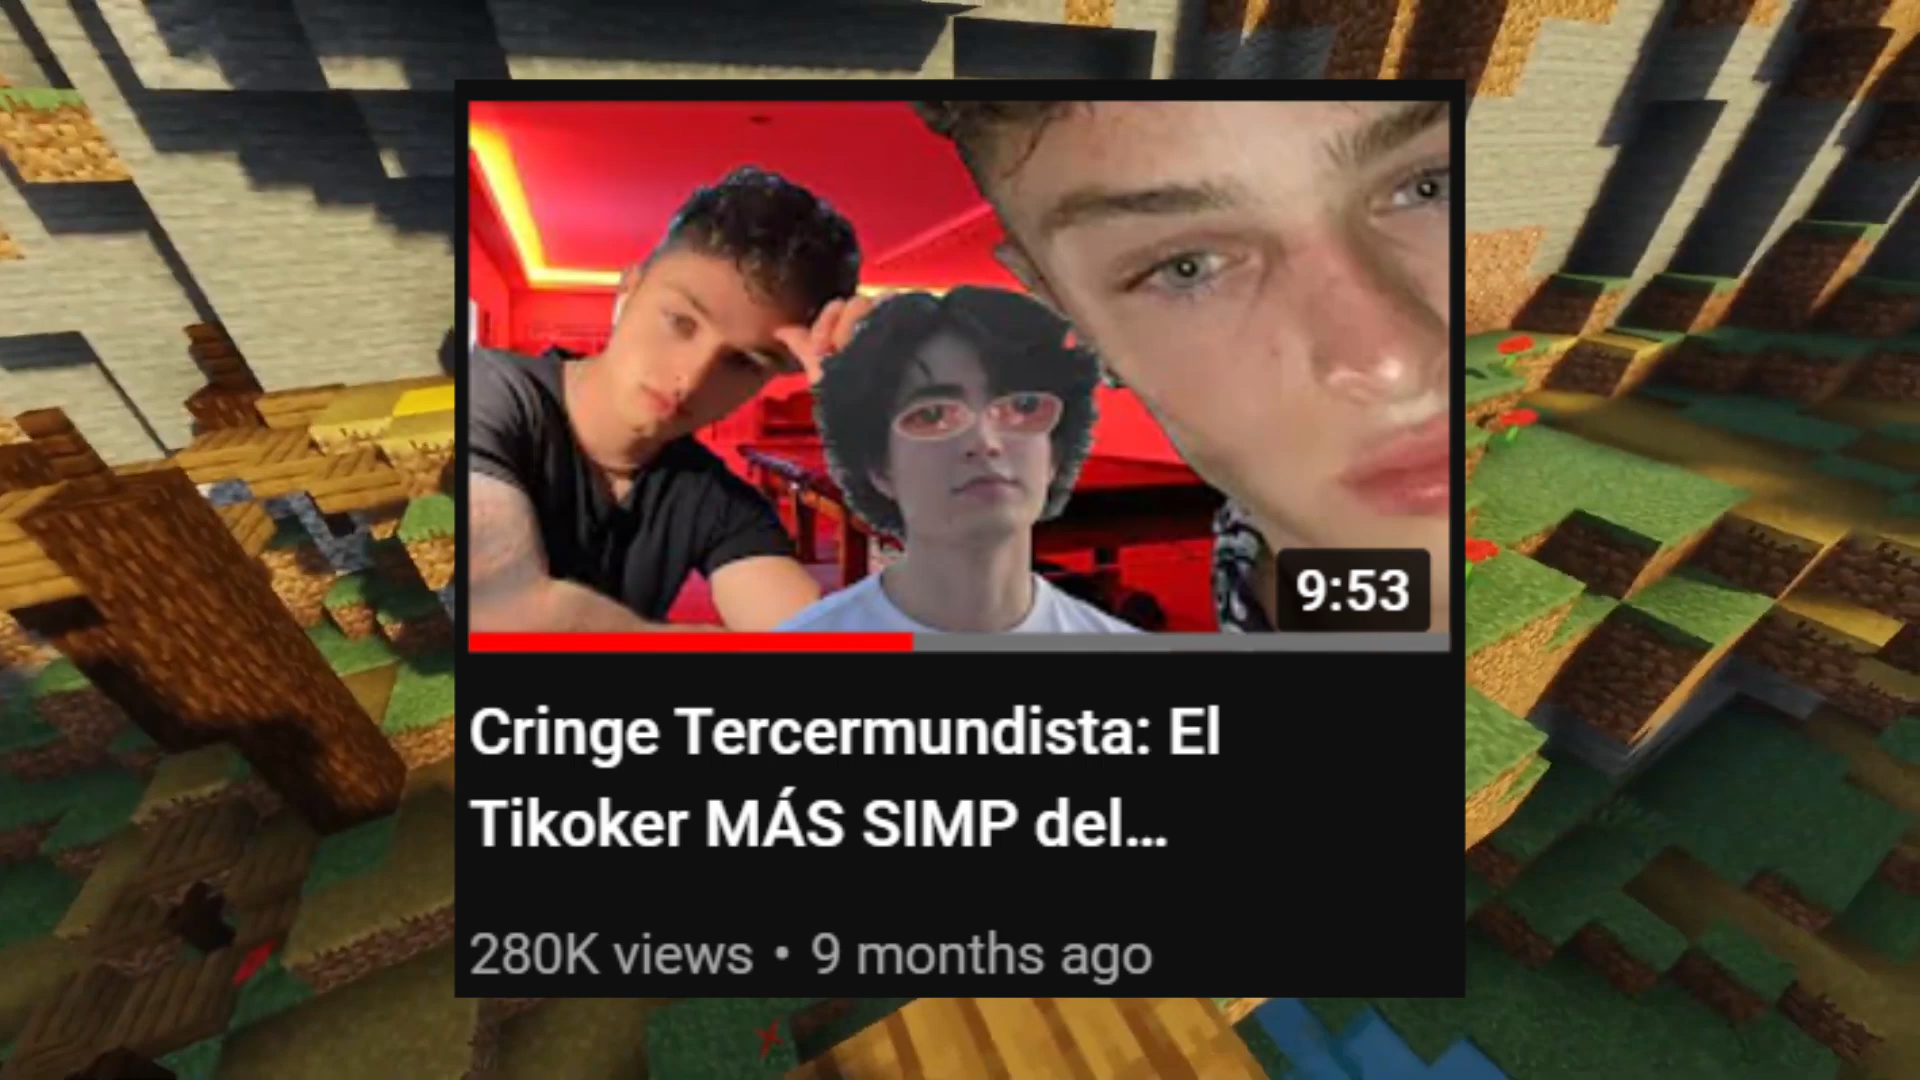 9:53
Cringe Tercermundista: El
Tikoker MÁS SIMP del...
280K views • 9 months ago